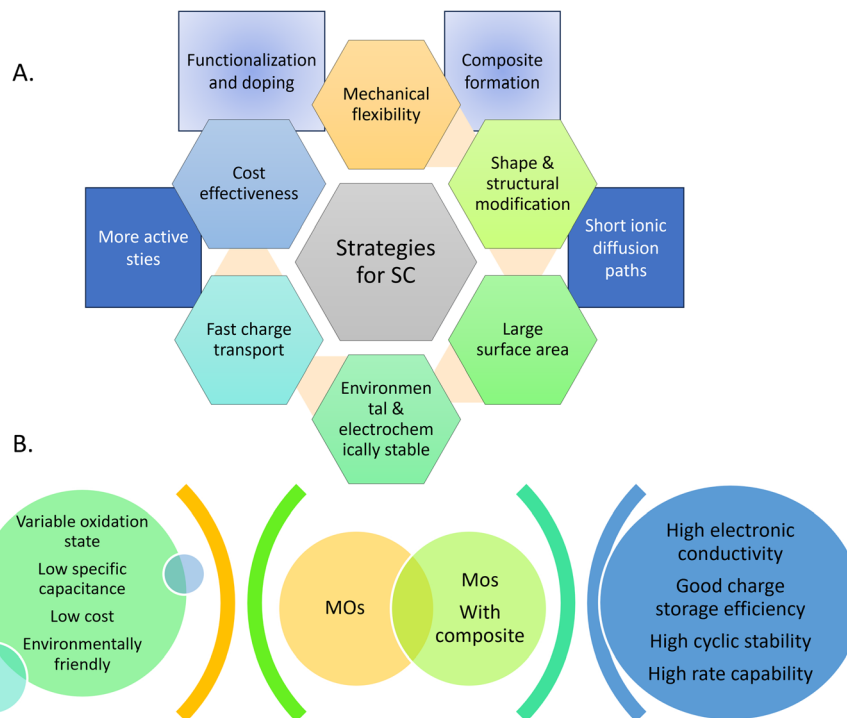 A.
Functionalization
and doping
Mechanical
flexibility
Composite
formation
Cost
effectiveness
Shape &
structural
modification
More active
sties
Strategies
for SC
Short ionic
diffusion
paths
Fast charge
transport
Large
surface area
Environmen
tal &
electrochem
ically stable
B.
Variable oxidation
state
Low specific
capacitance
Low cost
Environmentally
friendly
MOs
Mos
With
composite
High electronic
conductivity
Good charge
storage efficiency
High cyclic stability
High rate capability